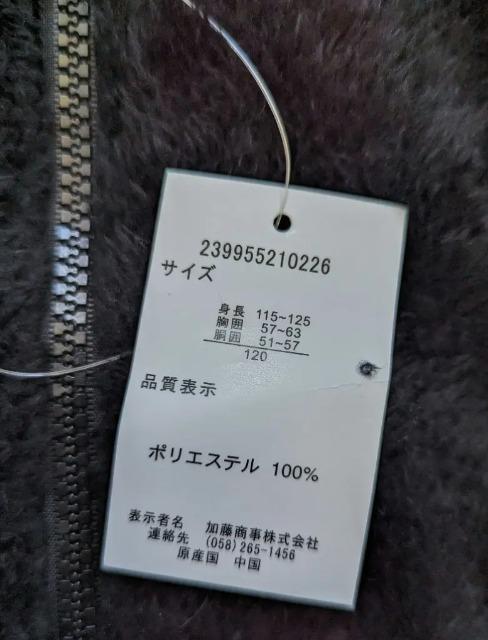 239955210226
サイズ
身長 115~125
胸囲 57~63
胴囲 51~57
120
品質表示
ポリエステル 100%
表示者名 加藤商事株式会社
連絡先 (058)265-1456
原産国 中国